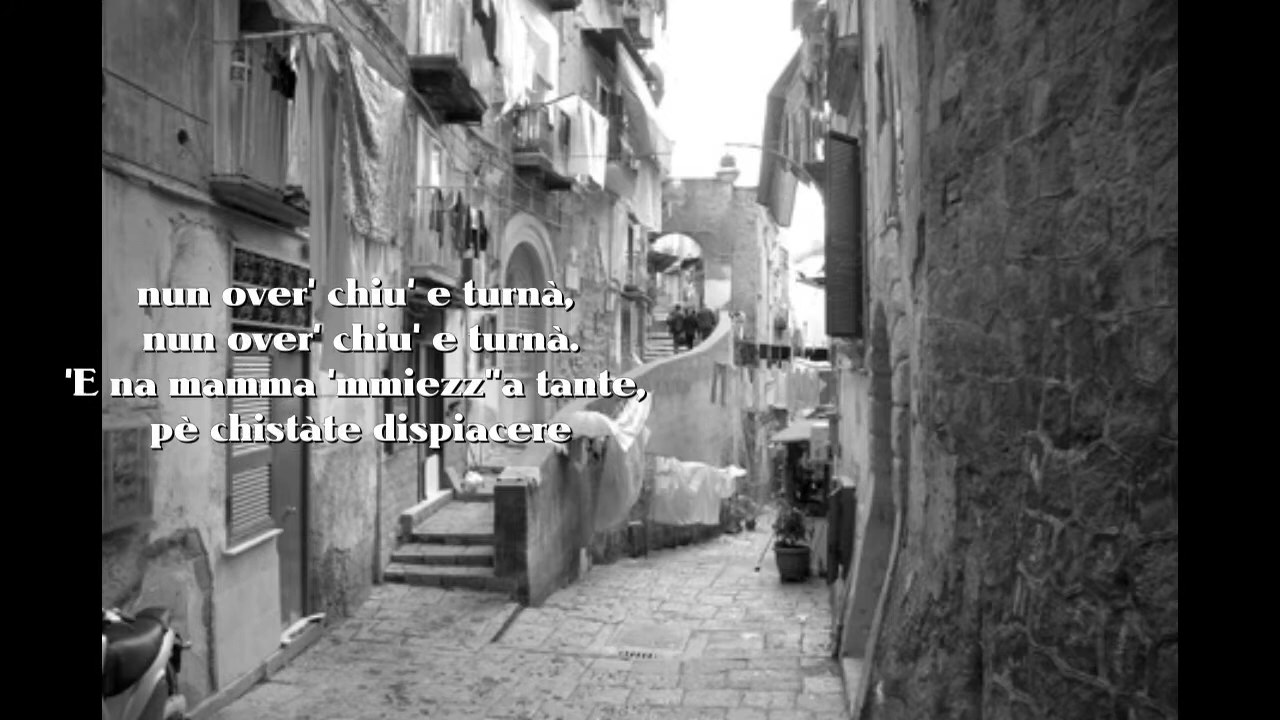 nun over' chiu' e turnà,
nun over' chiu' e turnà.
'E na mamma 'mmiezz''a tante,
pè chistàte dispiacere